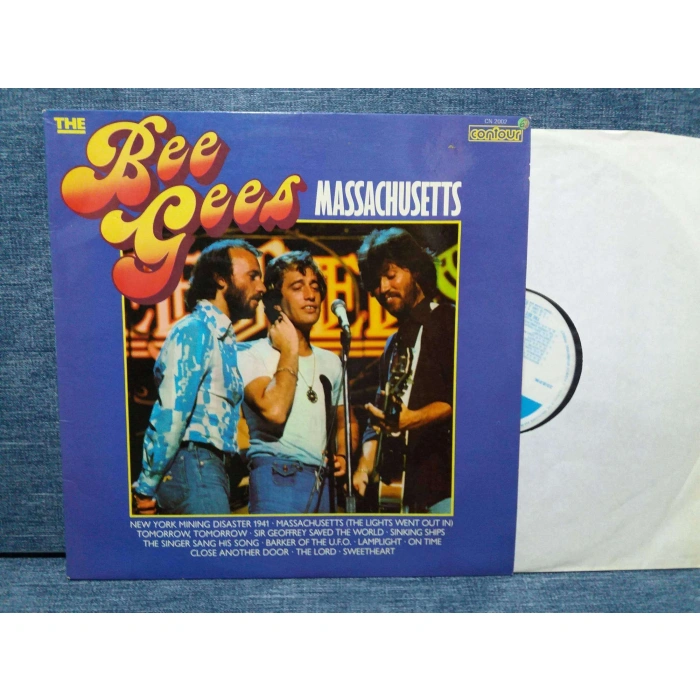 THE
Bee
Gees
MASSACHUSETTS
CN 2002
contour
NEW YORK MINING DISASTER 1941 · MASSACHUSETTS (THE LIGHTS WENT OUT IN)
TOMORROW, TOMORROW · SIR GEOFFREY SAVED THE WORLD · SINKING SHIPS
THE SINGER SANG HIS SONG · BARKER OF THE U.F.O. · LAMPLIGHT · ON TIME
CLOSE ANOTHER DOOR · THE LORD · SWEETHEART